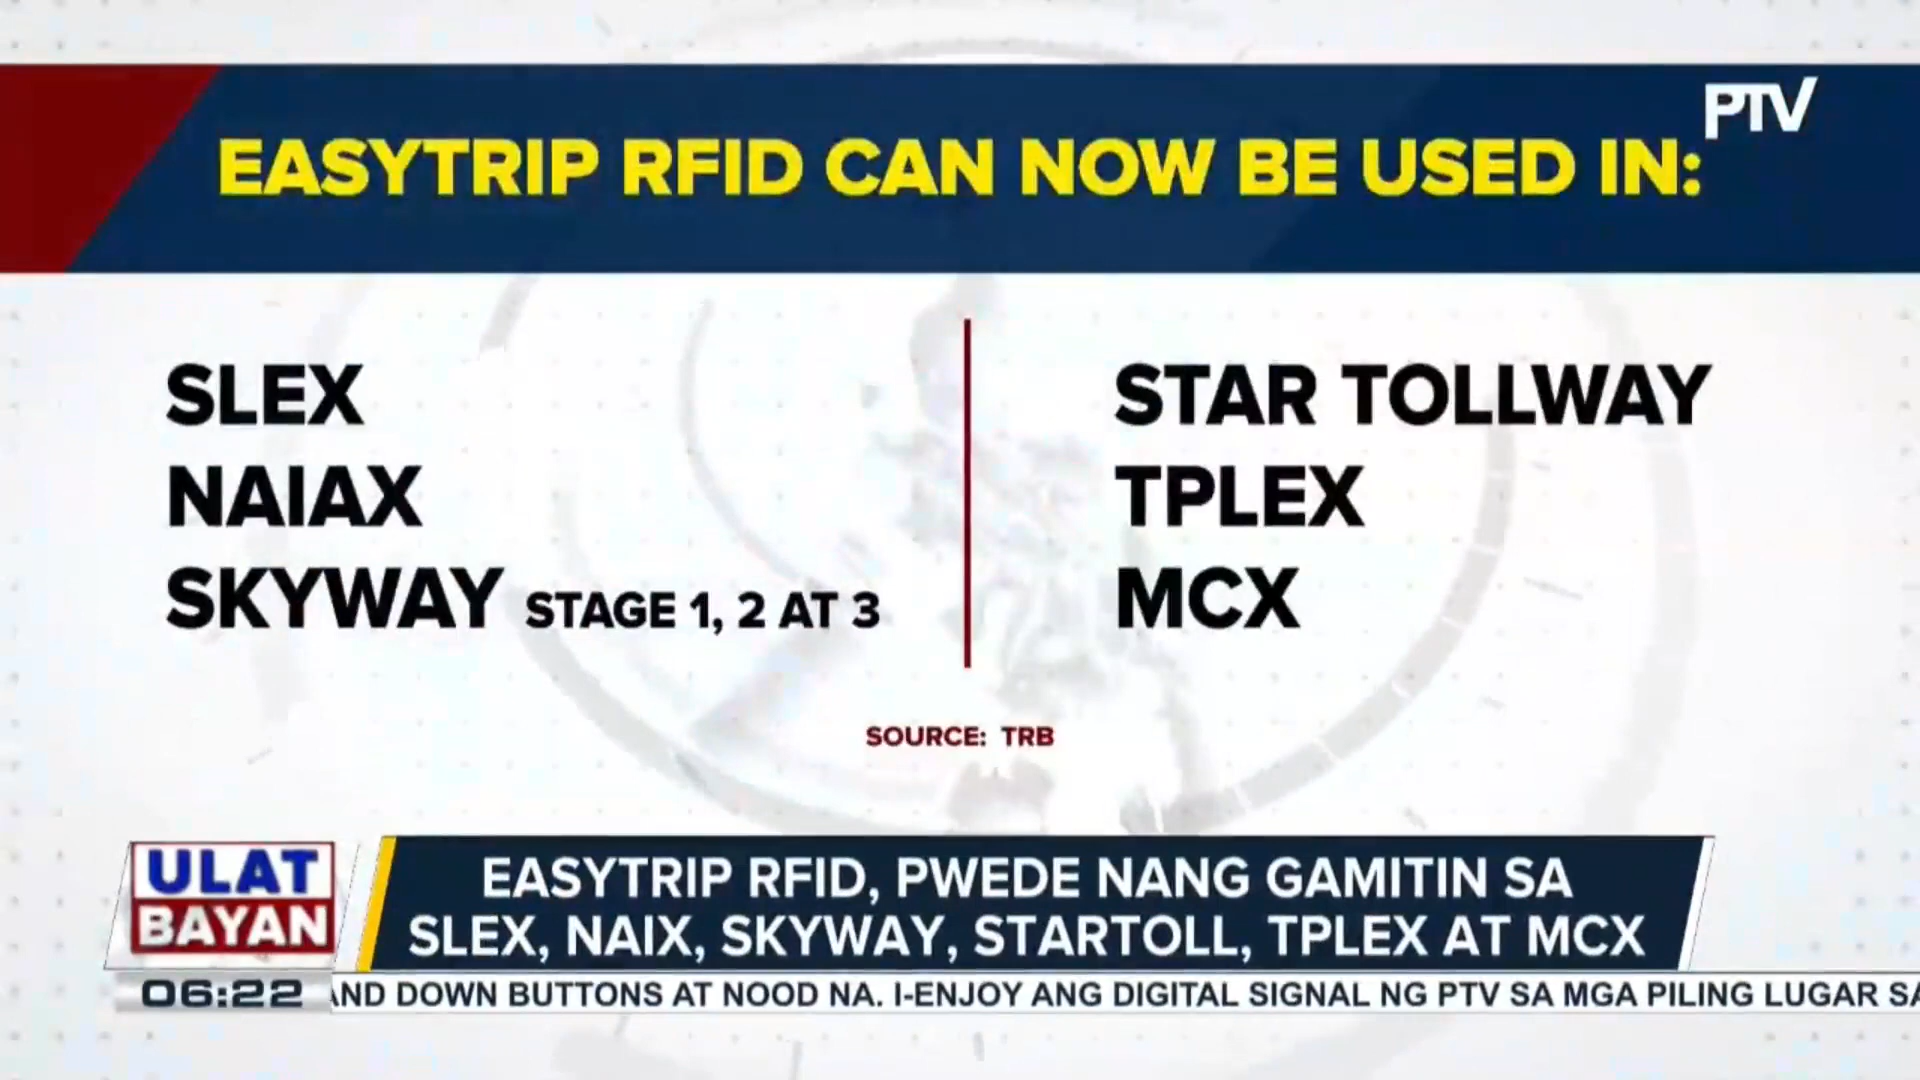 PTV
EASYTRIP RFID CAN NOW BE USED IN:
SLEX
NAIAX
SKYWAY STAGE 1, 2 AT 3
STAR TOLLWAY
TPLEX
MCX
SOURCE: TRB
ULAT
BAYAN
EASYTRIP RFID, PWEDE NANG GAMITIN SA
SLEX, NAIX, SKYWAY, STARTOLL, TPLEX AT MCX
06:22
AND DOWN BUTTONS AT NOOD NA. I-ENJOY ANG DIGITAL SIGNAL NG PTV SA MGA PILING LUGAR SA